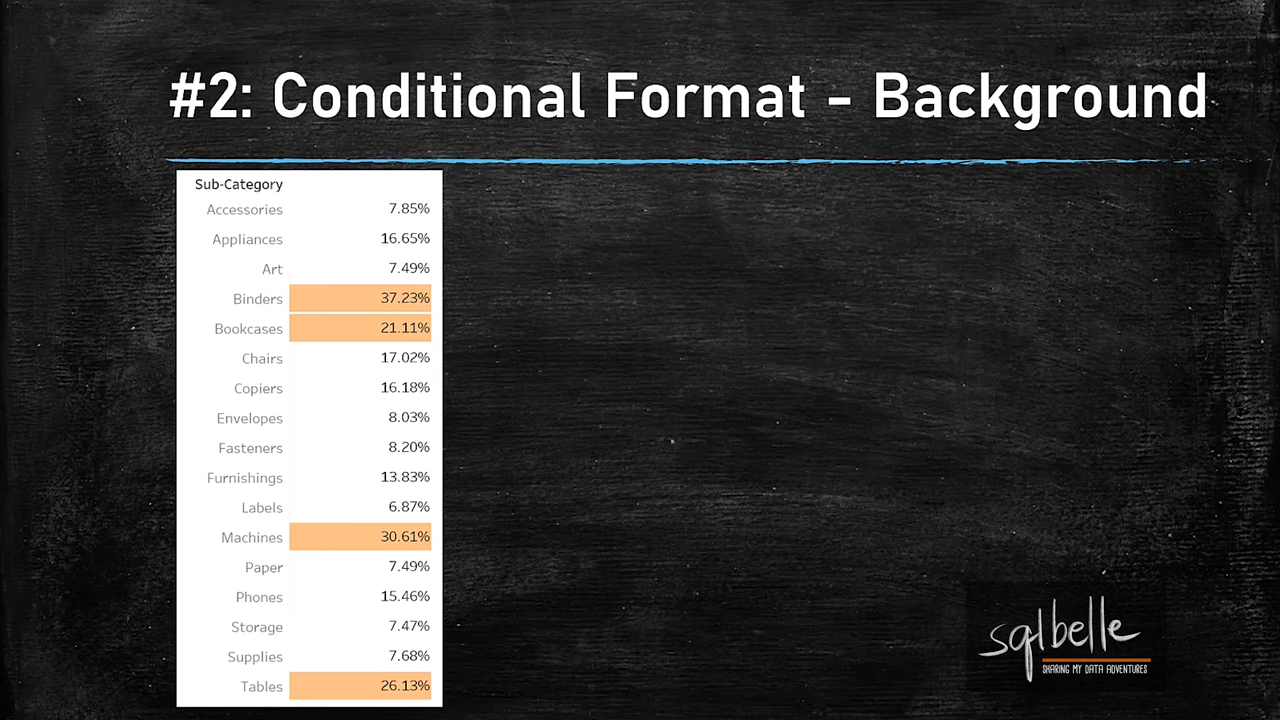 #2: Conditional Format - Background
Sub-Category
Accessories 7.85%
Appliances 16.65%
Art 7.49%
Binders 37.23%
Bookcases 21.11%
Chairs 17.02%
Copiers 16.18%
Envelopes 8.03%
Fasteners 8.20%
Furnishings 13.83%
Labels 6.87%
Machines 30.61%
Paper 7.49%
Phones 15.46%
Storage 7.47%
Supplies 7.68%
Tables 26.13%
sqlbelle
SHARING MY DATA ADVENTURES